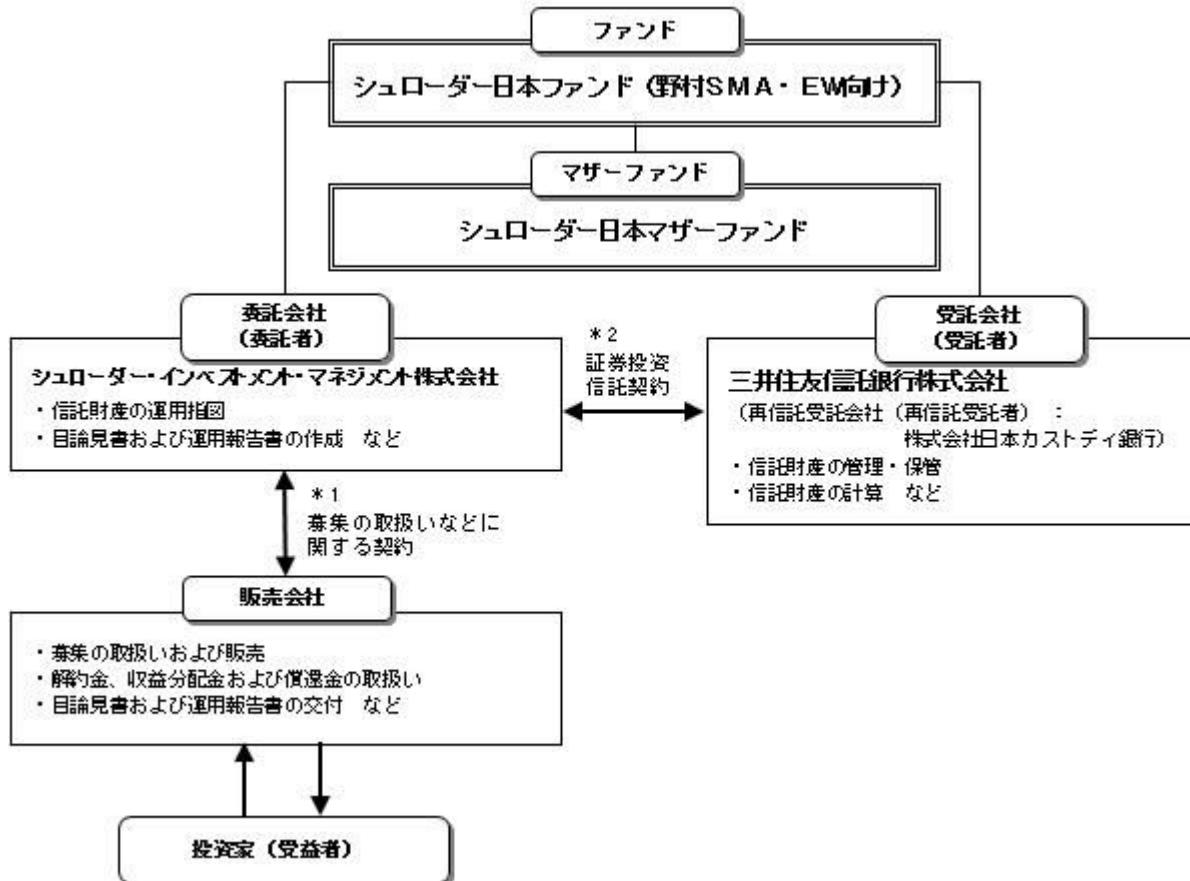 ファンド
シュローダー日本ファンド（野村SMA・EW向け）
マザーファンド
シュローダー日本マザーファンド
委託会社
（委託者）
シュローダー・インベストメント・マネジメント株式会社
・信託財産の運用指図
・目論見書および運用報告書の作成　など
＊2
証券投資
信託契約
受託会社
（受託者）
三井住友信託銀行株式会社
（再信託受託会社（再信託受託者）　：
株式会社日本カストディ銀行）
・信託財産の管理・保管
・信託財産の計算　など
＊1
募集の取扱いなどに
関する契約
販売会社
・募集の取扱いおよび販売
・解約金、収益分配金および償還金の取扱い
・目論見書および運用報告書の交付　など
投資家（受益者）